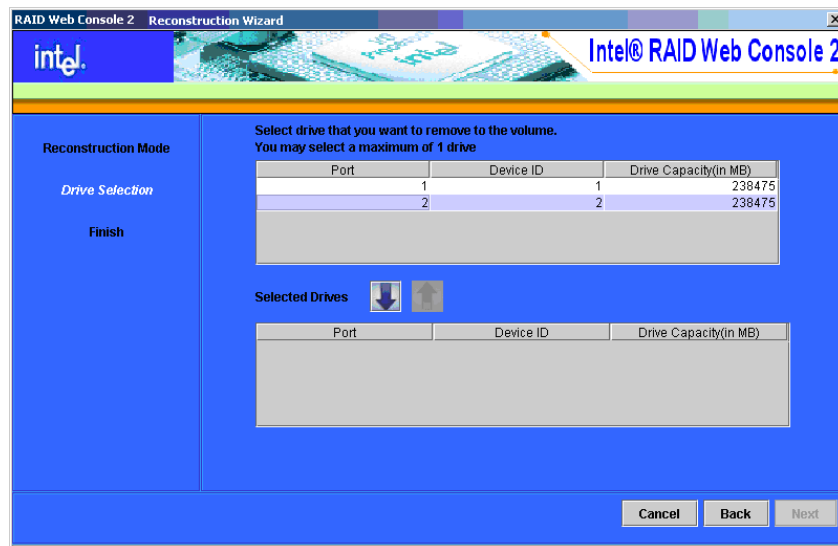 RAID Web Console 2 Reconstruction Wizard
intel.
intel
Intel® RAID Web Console 2
Reconstruction Mode
Drive Selection
Finish
Select drive that you want to remove to the volume.
You may select a maximum of 1 drive
Port Device ID Drive Capacity(in MB)
1 1 238475
2 2 238475
Selected Drives
Port Device ID Drive Capacity(in MB)
Cancel Back Next